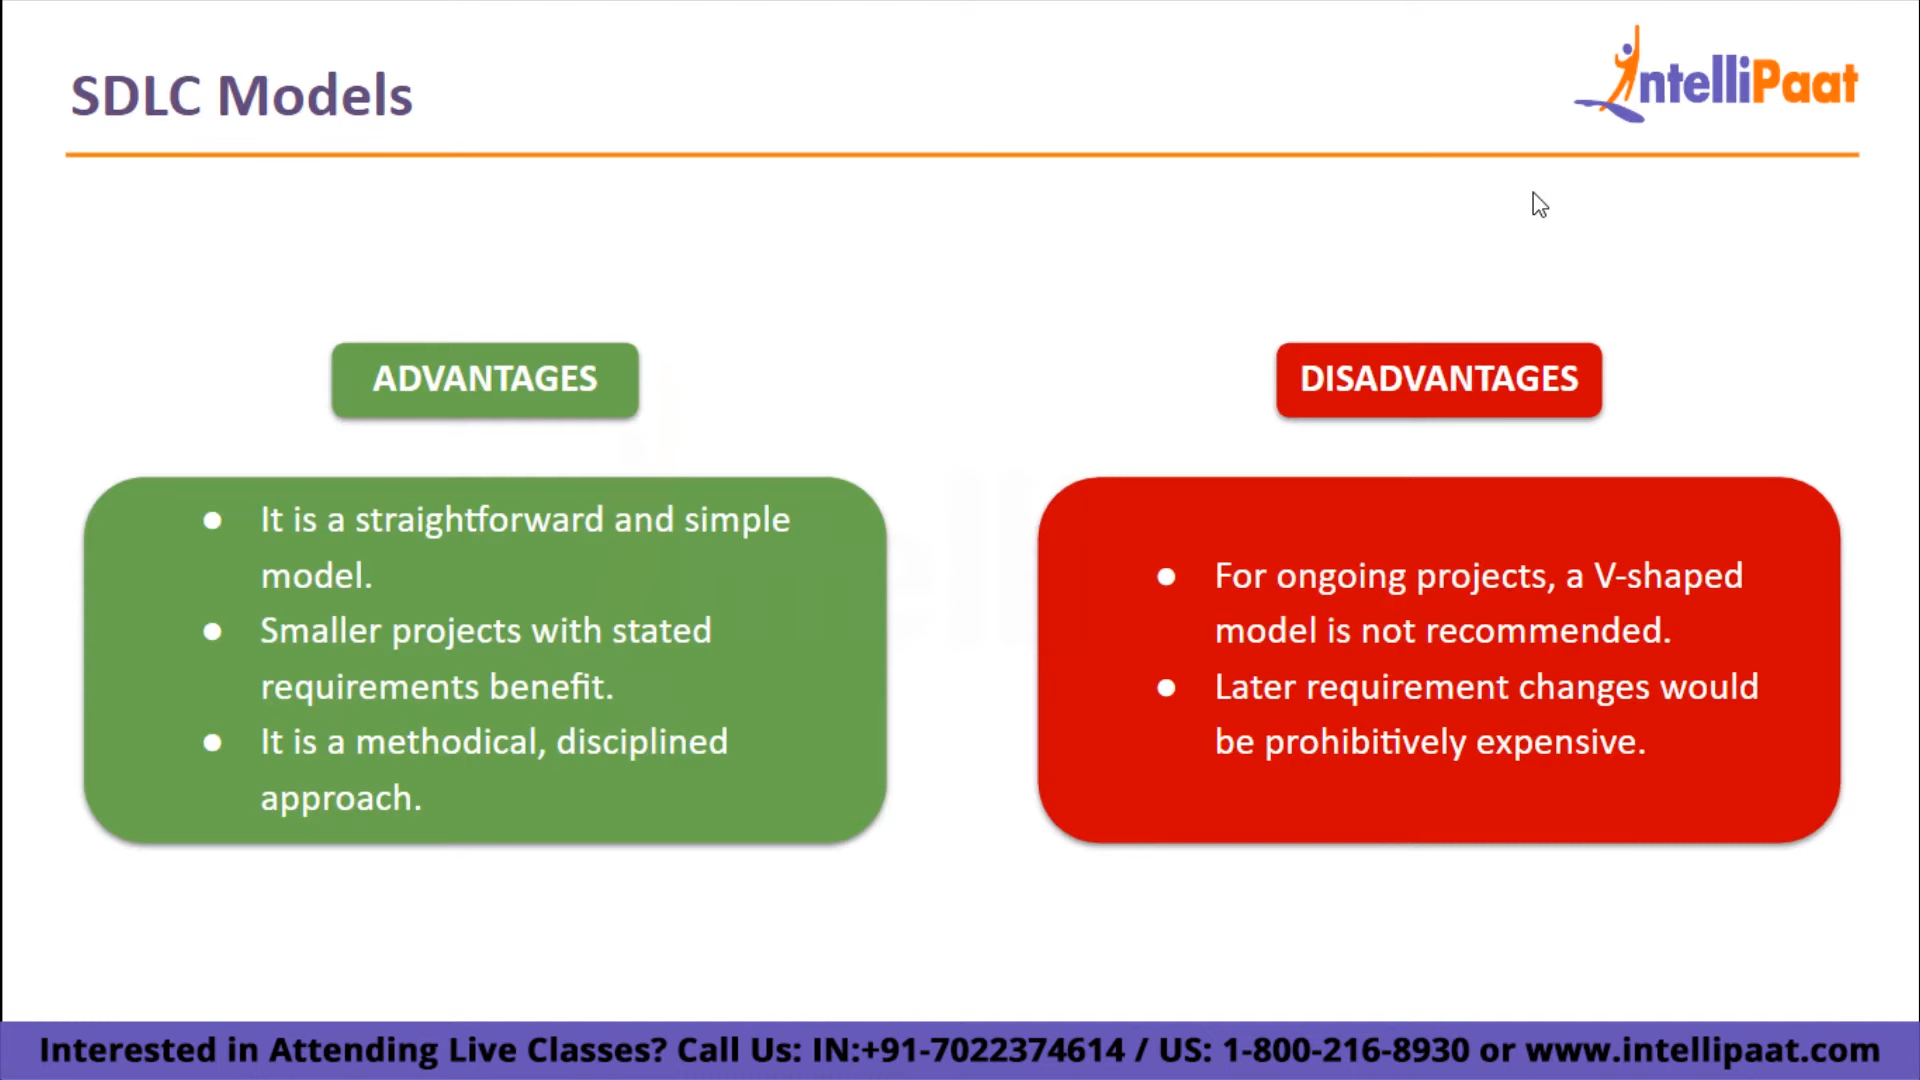 SDLC Models
IntelliPaat
ADVANTAGES
● It is a straightforward and simple
model.
● Smaller projects with stated
requirements benefit.
● It is a methodical, disciplined
approach.
DISADVANTAGES
● For ongoing projects, a V-shaped
model is not recommended.
● Later requirement changes would
be prohibitively expensive.
Interested in Attending Live Classes? Call Us: IN:+91-7022374614 / US: 1-800-216-8930 or www.intellipaat.com